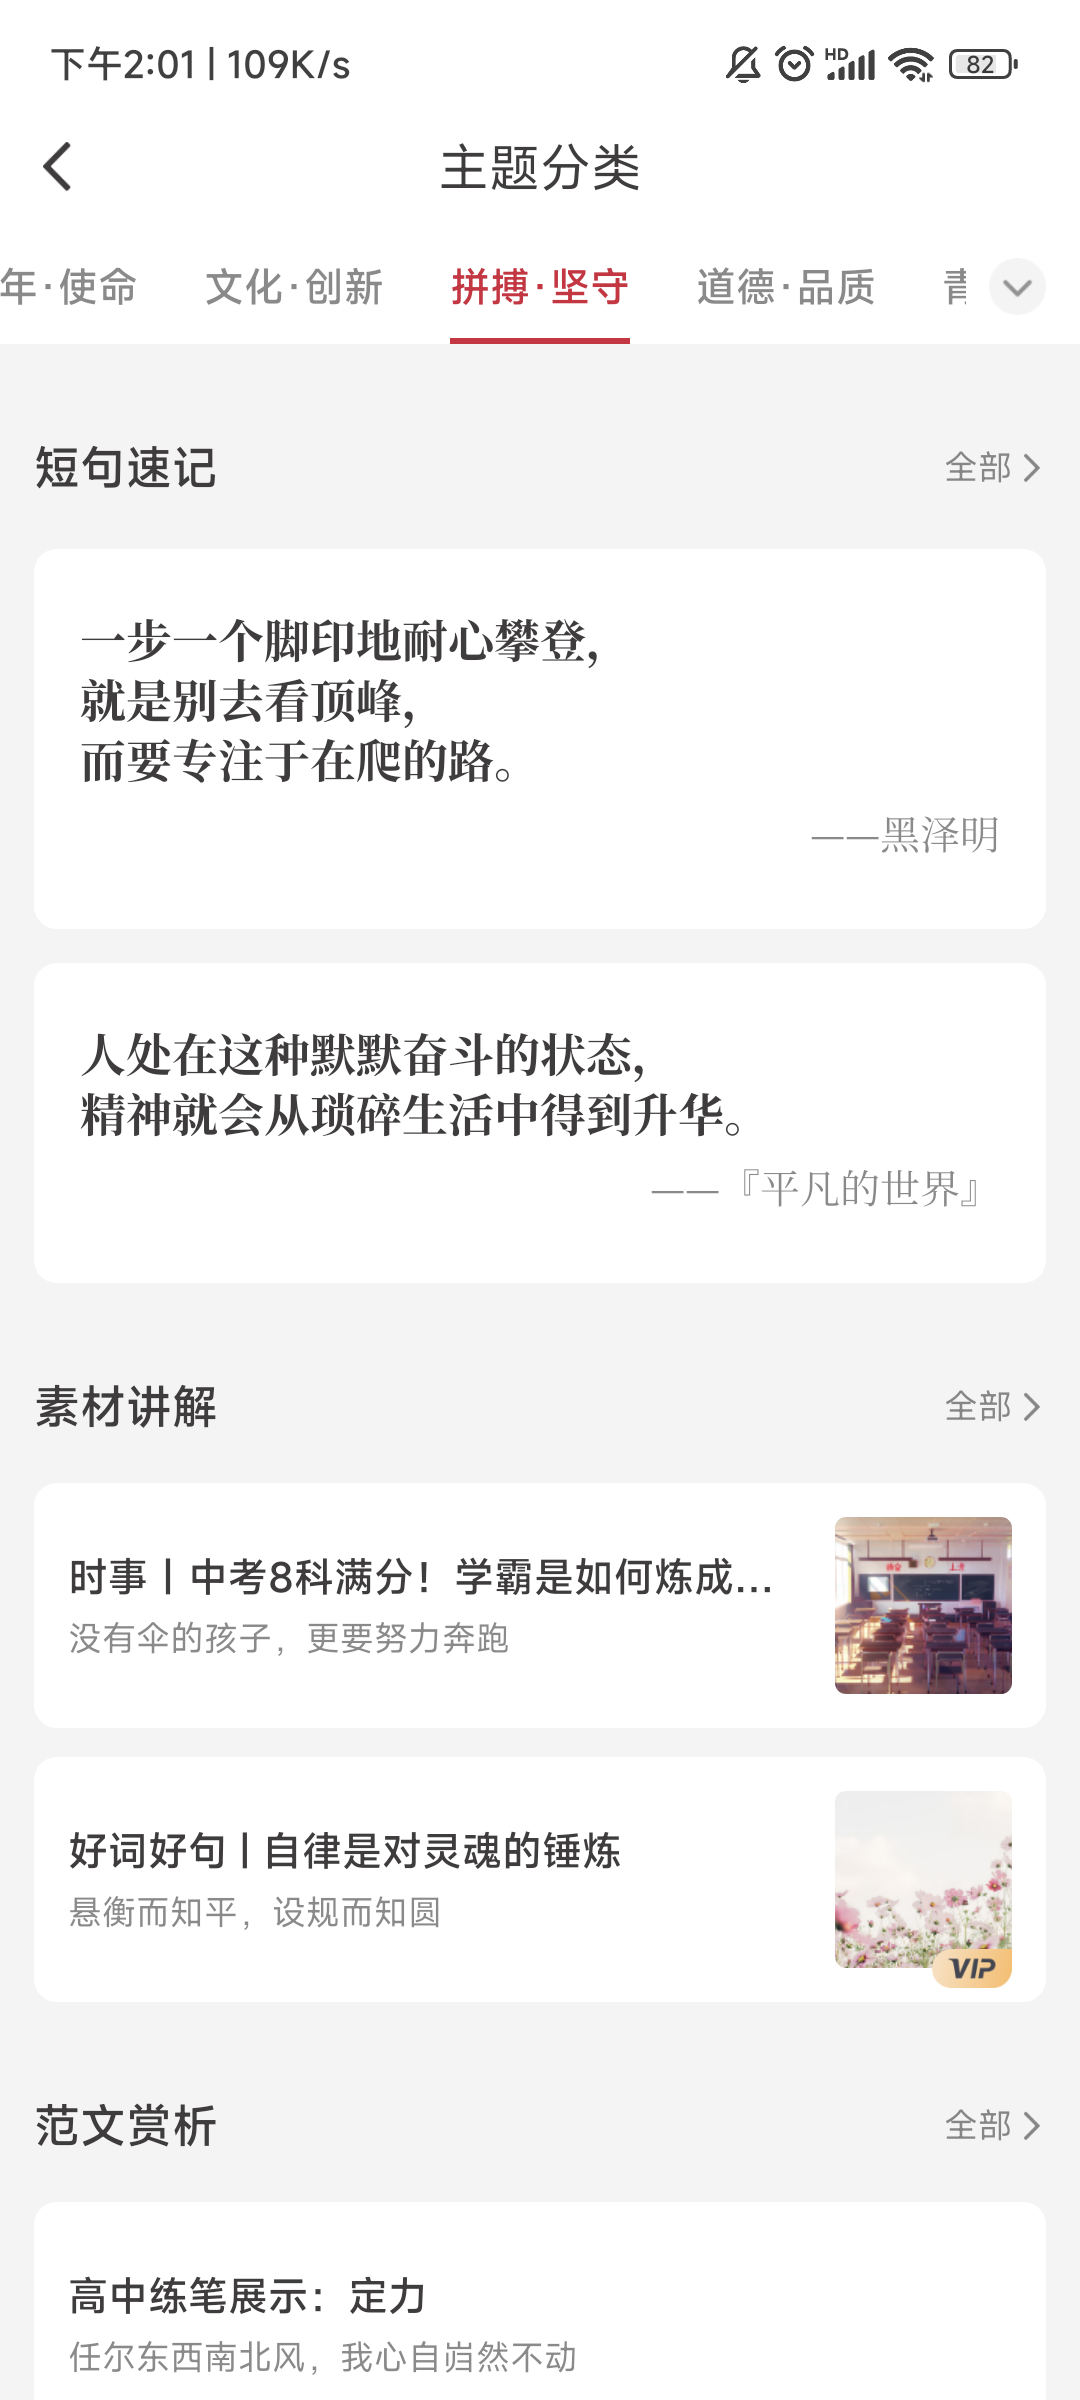 下午2:01 | 109K/s
HD
82
主题分类
年·使命 文化·创新 拼搏·坚守 道德·品质
短句速记 全部
一步一个脚印地耐心攀登，
就是别去看顶峰，
而要专注于在爬的路。
——黑泽明
人处在这种默默奋斗的状态，
精神就会从琐碎生活中得到升华。
——『平凡的世界』
素材讲解 全部
时事丨中考8科满分！学霸是如何炼成...
没有伞的孩子，更要努力奔跑
好词好句 | 自律是对灵魂的锤炼
悬衡而知平，设规而知圆
VIP
范文赏析 全部
高中练笔展示：定力
任尔东西南北风，我心自岿然不动